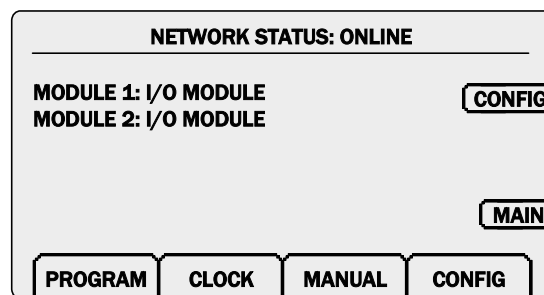 NETWORK STATUS: ONLINE
MODULE 1: I/O MODULE
MODULE 2: I/O MODULE
CONFIG
MAIN
PROGRAM
CLOCK
MANUAL
CONFIG